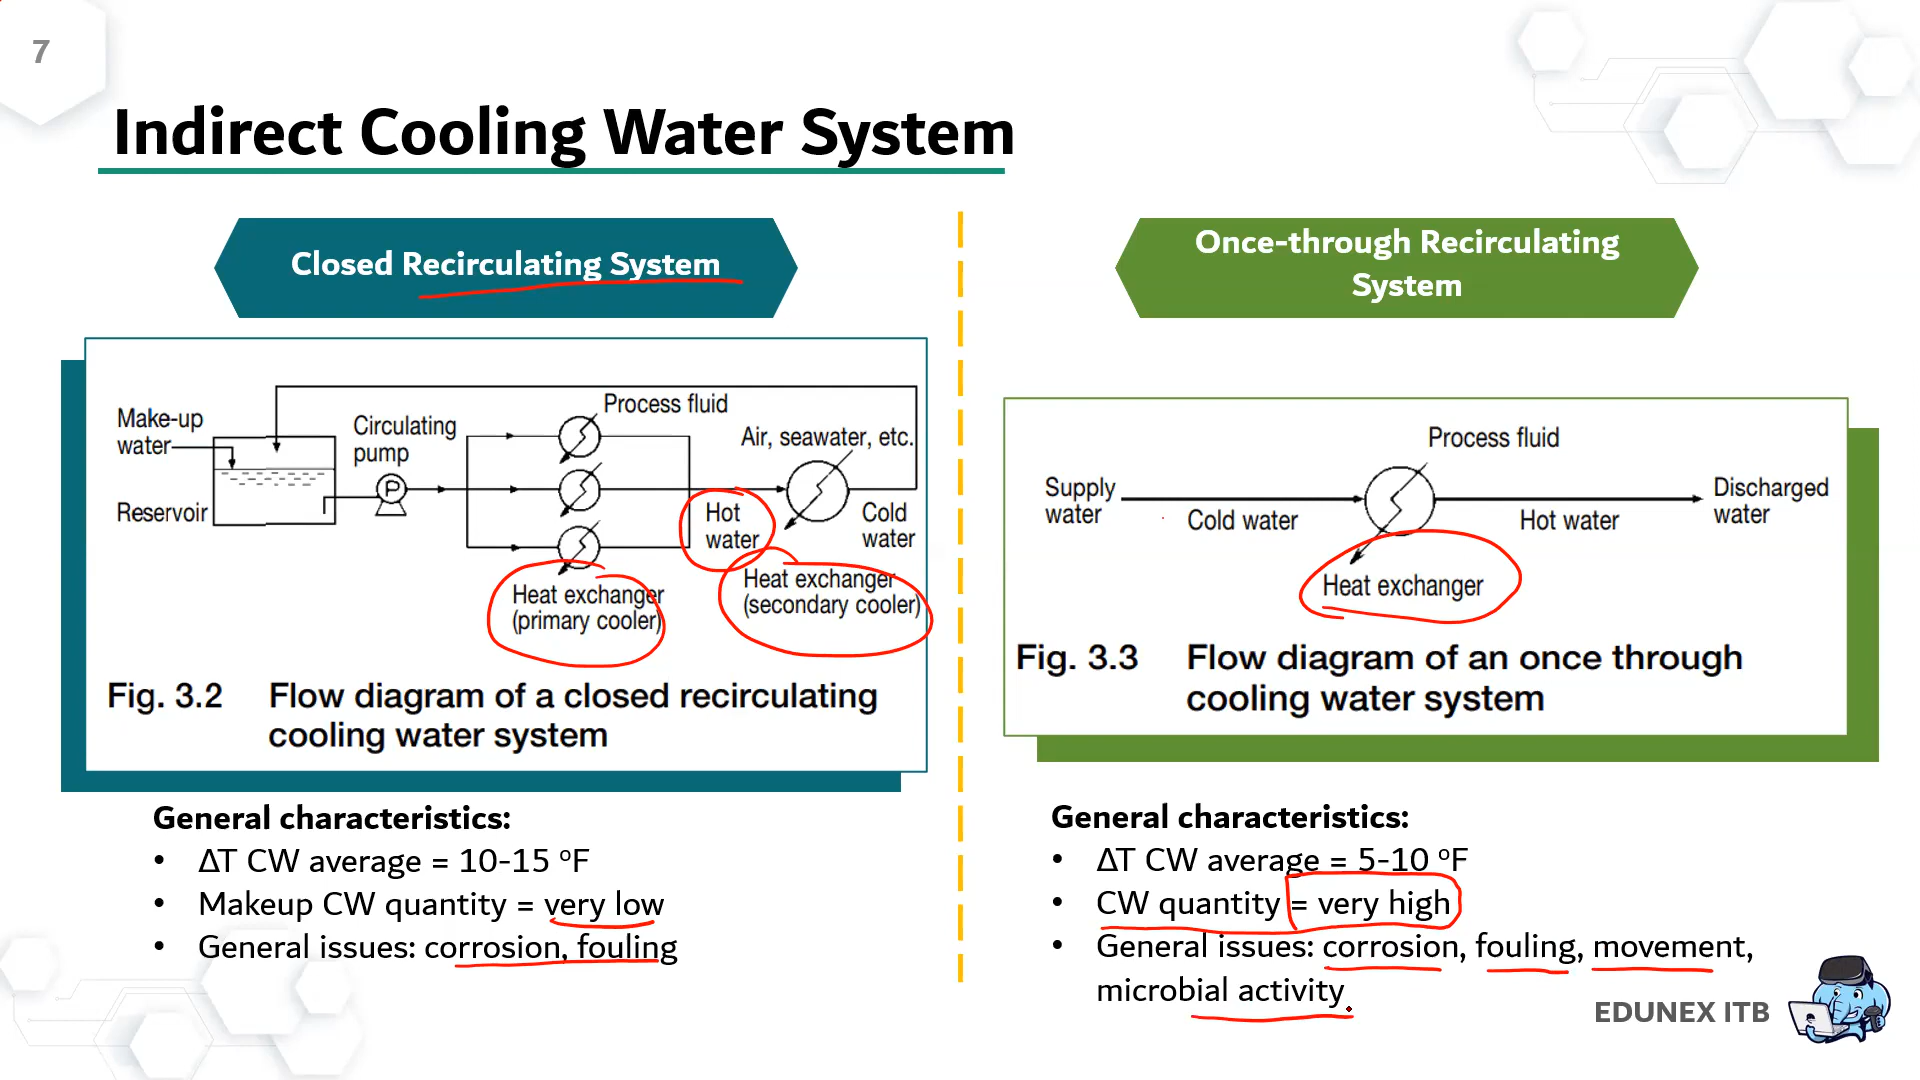 7
Indirect Cooling Water System
Closed Recirculating System
Make-up
water
Reservoir
Circulating
pump
P
Process fluid
Air, seawater, etc.
Hot
water
Cold
water
Heat exchanger
(primary cooler)
Heat exchanger
(secondary cooler)
Fig. 3.2 Flow diagram of a closed recirculating
cooling water system
General characteristics:
• ΔT CW average = 10-15 ºF
• Makeup CW quantity = very low
• General issues: corrosion, fouling
Once-through Recirculating
System
Process fluid
Supply
water
Cold water
Hot water
Discharged
water
Heat exchanger
Fig. 3.3 Flow diagram of an once through
cooling water system
General characteristics:
• ΔT CW average = 5-10 ºF
• CW quantity = very high
• General issues: corrosion, fouling, movement,
microbial activity.
EDUNEX ITB